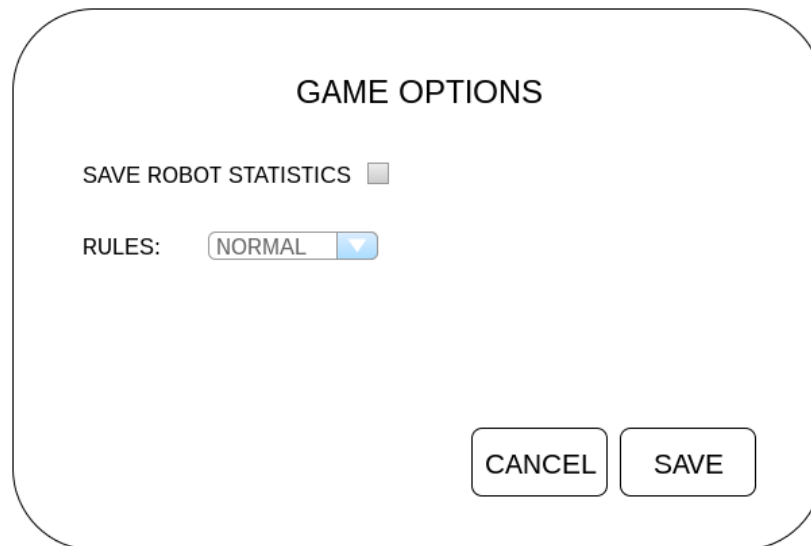 GAME OPTIONS
SAVE ROBOT STATISTICS
RULES: NORMAL
CANCEL SAVE